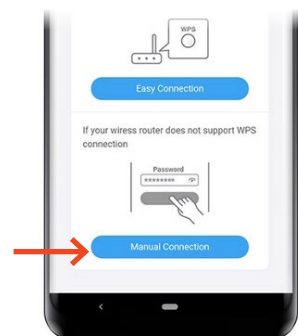 WPS
Easy Connection
If your wiress router does not support WPS
connection
Password
********
Manual Connection